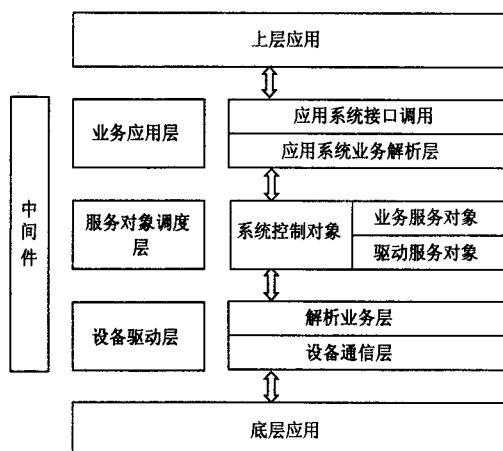 上层应用
中间件
业务应用层
应用系统接口调用
应用系统业务解析层
服务对象调度
层
系统控制对象
业务服务对象
驱动服务对象
设备驱动层
解析业务层
设备通信层
底层应用